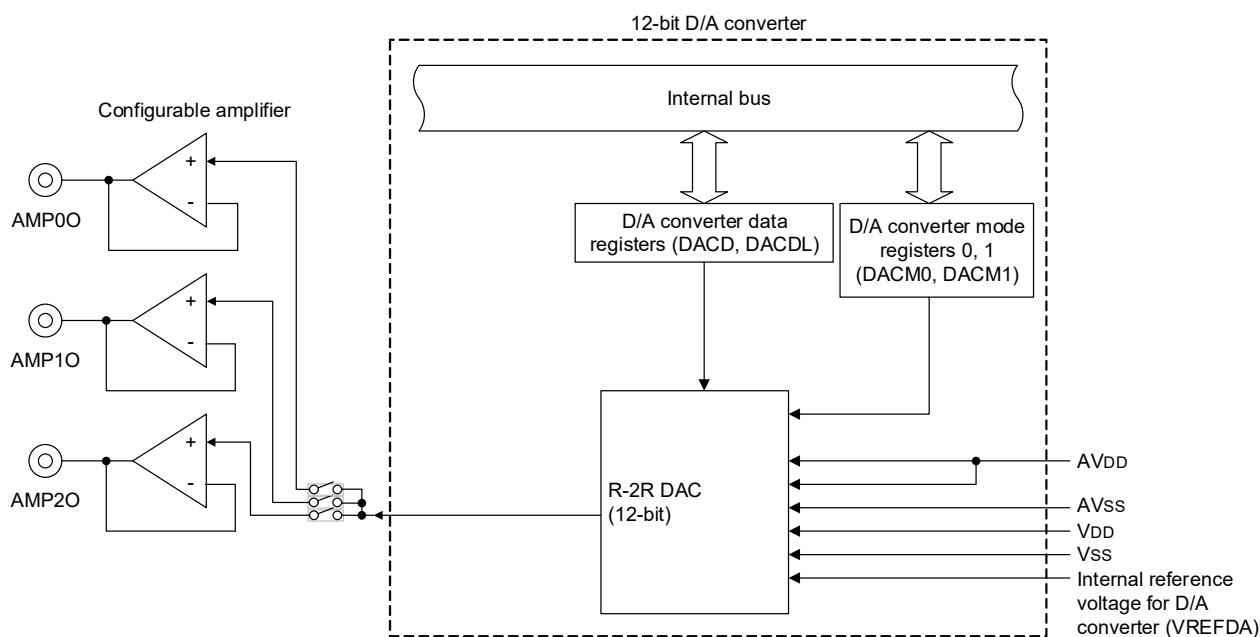 12-bit D/A converter
Internal bus
Configurable amplifier
+
-
AMP0O
D/A converter data
registers (DACD, DACDL)
D/A converter mode
registers 0, 1
(DACM0, DACM1)
+
-
AMP1O
+
-
AMP2O
R-2R DAC
(12-bit)
AVDD
AVSS
VDD
VSS
Internal reference
voltage for D/A
converter (VREFDA)